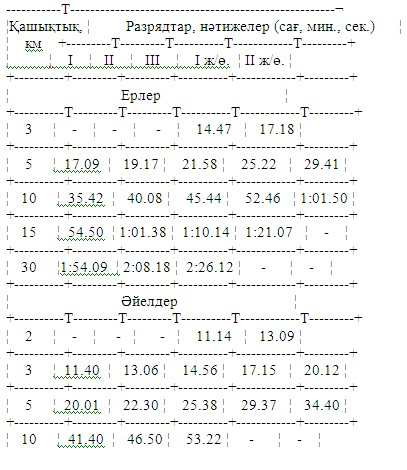 Қашықтық, ¦ Разрядтар, нәтижелер (сағ, мин., сек.)
км
¦ I ¦ II ¦ III ¦ I ж/ө. ¦ II ж/ө. ¦
Ерлер ¦
¦ 3 ¦ - ¦ - ¦ - ¦ 14.47 ¦ 17.18 ¦
¦ 5 ¦ 17.09 ¦ 19.17 ¦ 21.58 ¦ 25.22 ¦ 29.41 ¦
¦ 10 ¦ 35.42 ¦ 40.08 ¦ 45.44 ¦ 52.46 ¦ 1:01.50 ¦
¦ 15 ¦ 54.50 ¦ 1:01.38 ¦ 1:10.14 ¦ 1:21.07 ¦ - ¦
¦ 30 ¦ 1:54.09 ¦ 2:08.18 ¦ 2:26.12 ¦ - ¦ - ¦
¦ Әйелдер ¦
¦ 2 ¦ - ¦ - ¦ - ¦ 11.14 ¦ 13.09 ¦
¦ 3 ¦ 11.40 ¦ 13.06 ¦ 14.56 ¦ 17.15 ¦ 20.12 ¦
¦ 5 ¦ 20.01 ¦ 22.30 ¦ 25.38 ¦ 29.37 ¦ 34.40 ¦
¦ 10 ¦ 41.40 ¦ 46.50 ¦ 53.22 ¦ - ¦ - ¦